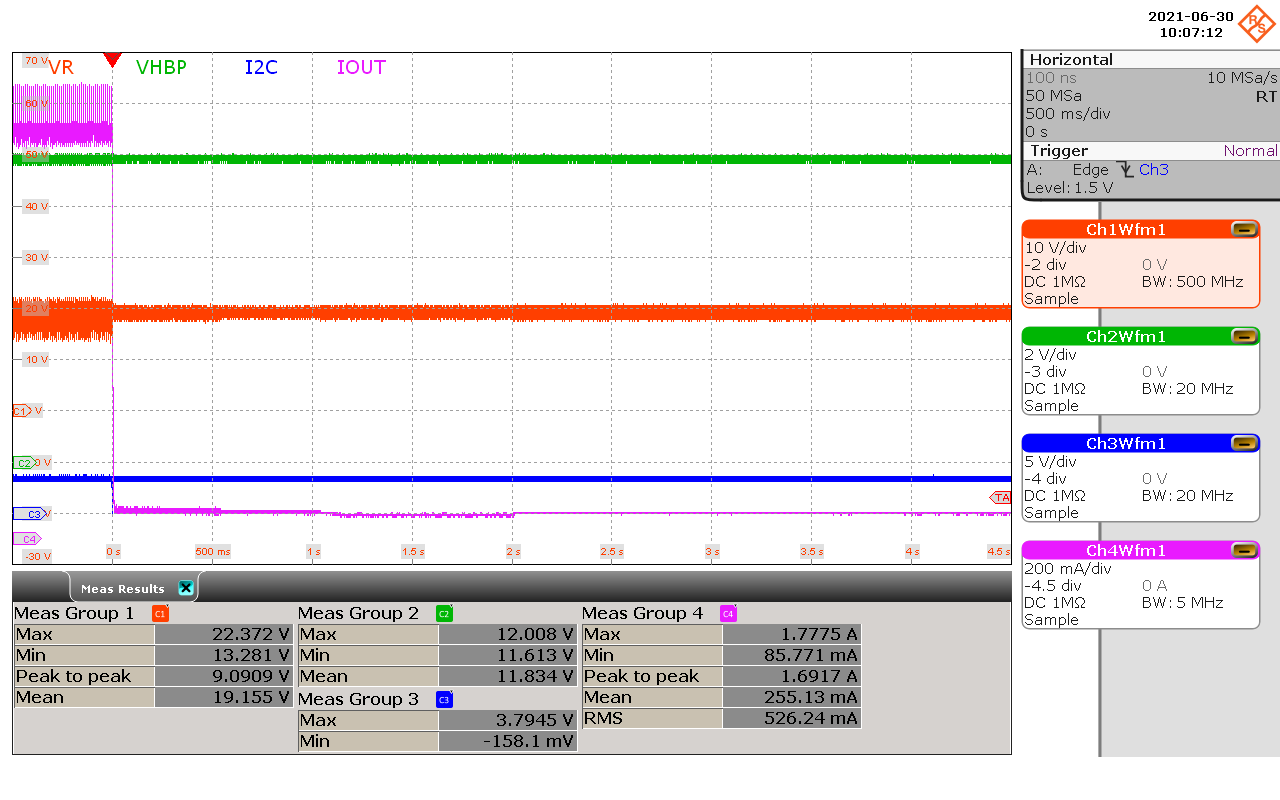 2021-06-30
10:07:12
R&S
VR VHBP I2C IOUT
70 V
60 V
50 V
40 V
30 V
20 V
10 V
C1 V
C2 0 V
C3 V
C4
-30 V
TA
0 s 500 ms 1 s 1.5 s 2 s 2.5 s 3 s 3.5 s 4 s 4.5 s
Horizontal
100 ns 10 MSa/s
50 MSa RT
500 ms/div
0 s
Trigger Normal
A: Edge Ch3
Level: 1.5 V
Ch1Wfm1
10 V/div
-2 div 0 V
DC 1MΩ BW: 500 MHz
Sample
Ch2Wfm1
2 V/div
-3 div 0 V
DC 1MΩ BW: 20 MHz
Sample
Ch3Wfm1
5 V/div
-4 div 0 V
DC 1MΩ BW: 20 MHz
Sample
Ch4Wfm1
200 mA/div
-4.5 div 0 A
DC 1MΩ BW: 5 MHz
Sample
Meas Results
Meas Group 1 C1
Max 22.372 V
Min 13.281 V
Peak to peak 9.0909 V
Mean 19.155 V
Meas Group 2 C2
Max 12.008 V
Min 11.613 V
Mean 11.834 V
Meas Group 3 C3
Max 3.7945 V
Min -158.1 mV
Meas Group 4 C4
Max 1.7775 A
Min 85.771 mA
Peak to peak 1.6917 A
Mean 255.13 mA
RMS 526.24 mA